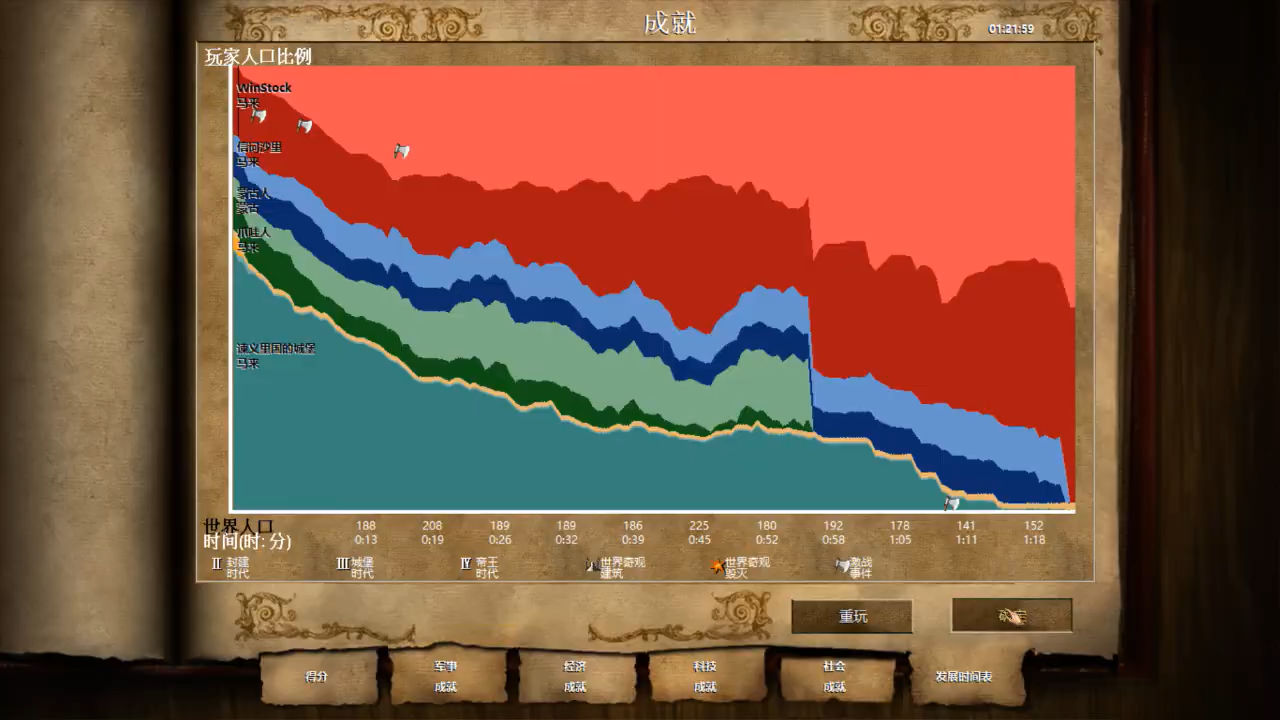 成就
01:21:59
玩家人口比例
WinStock
马来
信诃沙里
马来
蒙古人
蒙古
爪哇人
马来
谏义里国的城堡
马来
世界人口 188 208 189 189 186 225 180 192 178 141 152
时间(时: 分) 0:13 0:19 0:26 0:32 0:39 0:45 0:52 0:58 1:05 1:11 1:18
II 封建时代
III 城堡时代
IV 帝王时代
世界奇观建筑
世界奇观毁灭
激战事件
重玩
确定
得分
军事成就
经济成就
科技成就
社会成就
发展时间表